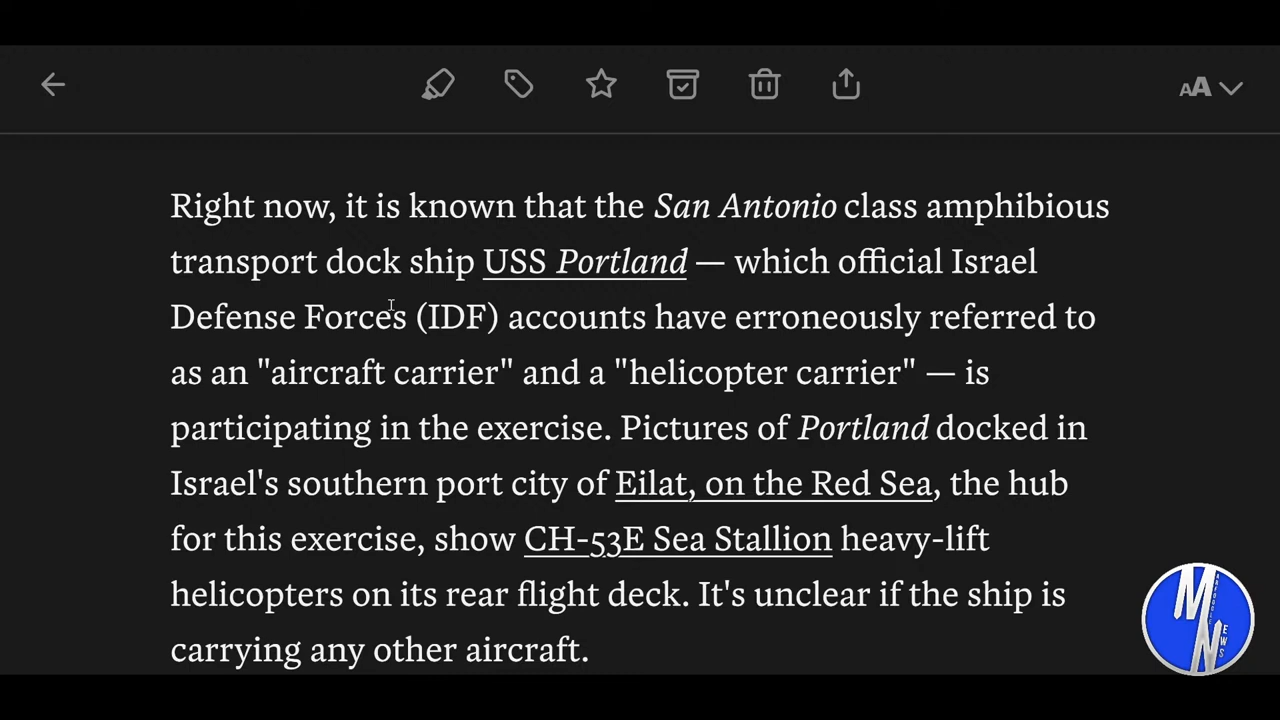 AA
Right now, it is known that the San Antonio class amphibious
transport dock ship USS Portland — which official Israel
Defense Forces (IDF) accounts have erroneously referred to
as an "aircraft carrier" and a "helicopter carrier" — is
participating in the exercise. Pictures of Portland docked in
Israel's southern port city of Eilat, on the Red Sea, the hub
for this exercise, show CH-53E Sea Stallion heavy-lift
helicopters on its rear flight deck. It's unclear if the ship is
carrying any other aircraft.
M
N
EWS